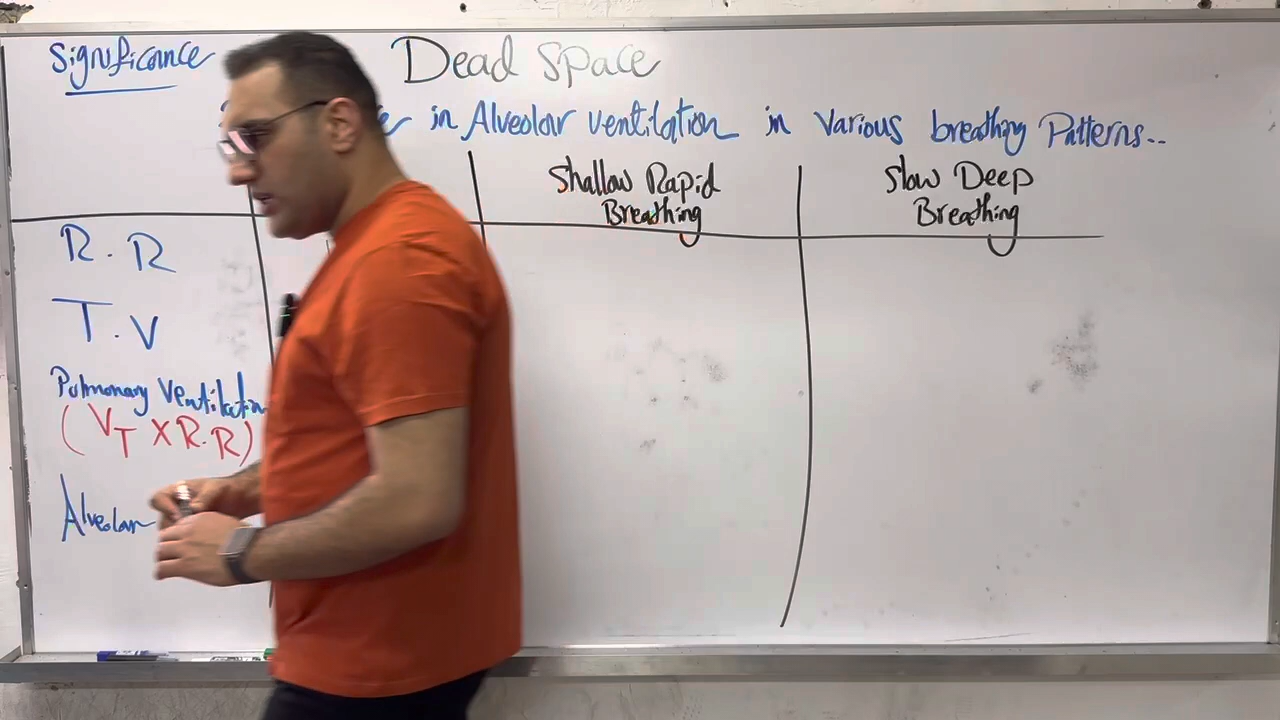 Significance
Dead Space
in Alveolar ventilation in various breathing Patterns..
Shallow Rapid
Breathing
Slow Deep
Breathing
R.R
T.V
Pulmonary Ventilation
(VT X R.R)
Alveolar